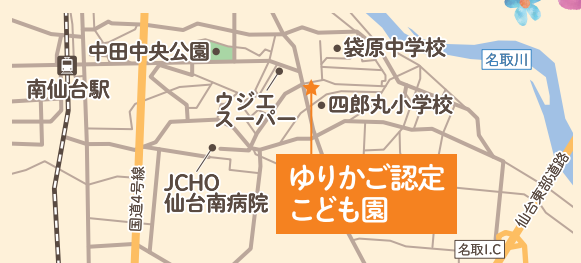 中田中央公園
袋原中学校
名取川
南仙台駅
ウジエ
スーパー
四郎丸小学校
JCHO
仙台南病院
国道4号線
ゆりかご認定
こども園
仙台東部道路
名取I.C